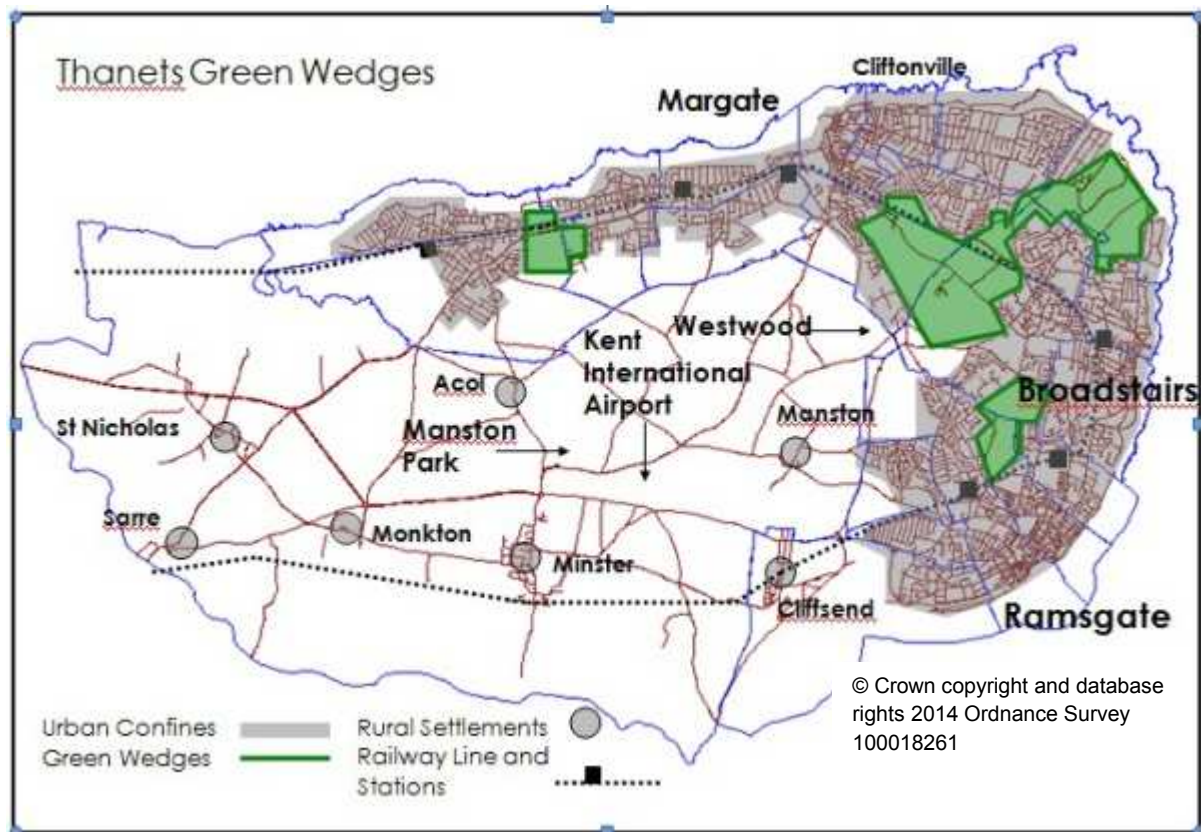 Thanets Green Wedges
Cliftonville
Margate
Westwood
Kent
International
Airport
Acol
Manston
Broadstairs
St Nicholas
Manston
Park
Sarre
Monkton
Minster
Cliffsend
Ramsgate
© Crown copyright and database
rights 2014 Ordnance Survey
100018261
Urban Confines
Green Wedges
Rural Settlements
Railway Line and
Stations